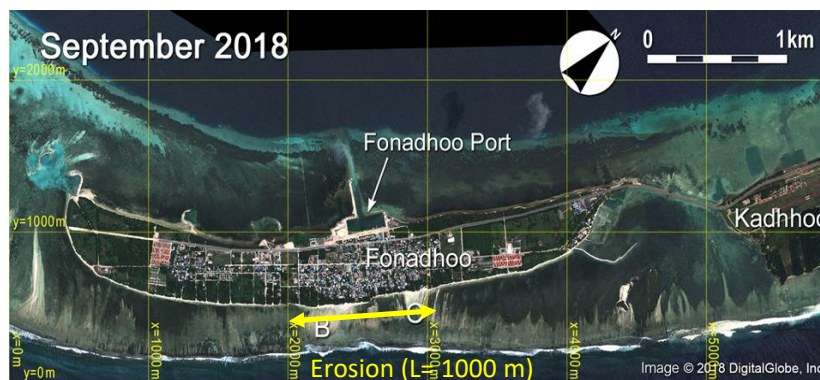 September 2018
N
0 1km
y=2000m
Fonadhoo Port
y=1000m
Kadhhoo
Fonadhoo
B C
x=0m
x=1000m
x=2000m
x=3000m
x=4000m
x=5000m
y=0m
Erosion (L= 1000 m)
Image © 2018 DigitalGlobe, Inc